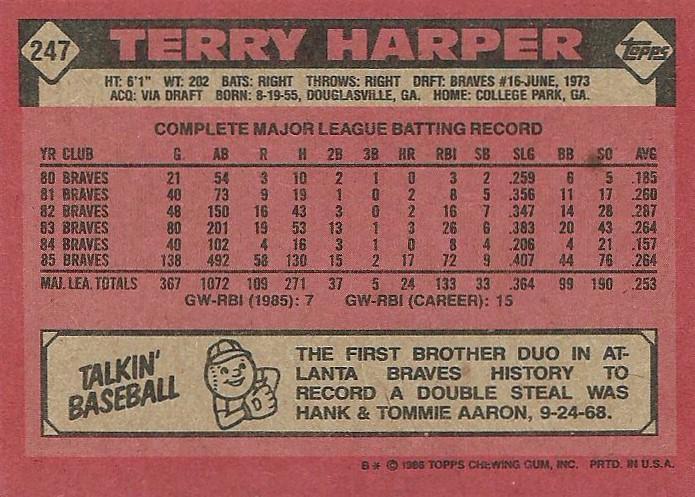 247 TERRY HARPER Topps
HT: 6'1" WT: 202 BATS: RIGHT THROWS: RIGHT DRFT: BRAVES #16-JUNE, 1973
ACQ: VIA DRAFT BORN: 8-19-55, DOUGLASVILLE, GA. HOME: COLLEGE PARK, GA.
COMPLETE MAJOR LEAGUE BATTING RECORD
YR CLUB G AB R H 2B 3B HR RBI SB SLG BB SO AVG
80 BRAVES 21 54 3 10 2 1 0 3 2 .259 6 5 .185
81 BRAVES 40 73 9 19 1 0 2 8 5 .356 11 17 .260
82 BRAVES 48 150 16 43 3 0 2 16 7 .347 14 28 .287
83 BRAVES 80 201 19 53 13 1 3 26 6 .383 20 43 .264
84 BRAVES 40 102 4 16 3 1 0 8 4 .206 4 21 .157
85 BRAVES 138 492 58 130 15 2 17 72 9 .407 44 76 .264
MAJ. LEA. TOTALS 367 1072 109 271 37 5 24 133 33 .364 99 190 .253
GW-RBI (1985): 7 GW-RBI (CAREER): 15
TALKIN'
BASEBALL
THE FIRST BROTHER DUO IN AT-
LANTA BRAVES HISTORY TO
RECORD A DOUBLE STEAL WAS
HANK & TOMMIE AARON, 9-24-68.
B* © 1986 TOPPS CHEWING GUM, INC. PRTD. IN U.S.A.